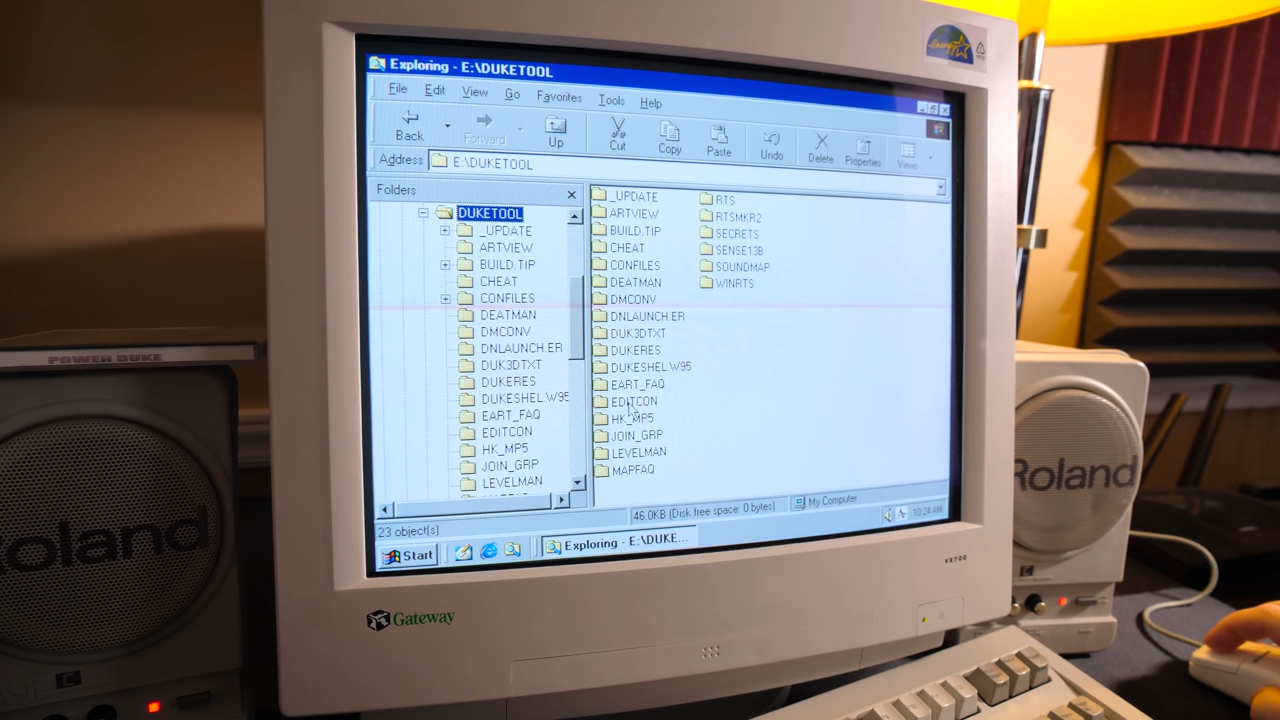 energy
Exploring - E:\DUKETOOL
File Edit View Go Favorites Tools Help
Back Forward Up Cut Copy Paste Undo Delete Properties Views
Address E:\DUKETOOL
Folders
DUKETOOL
_UPDATE
ARTVIEW
BUILD.TIP
CHEAT
CONFILES
DEATMAN
DMCONV
DNLAUNCH.ER
DUK3DTXT
DUKERES
DUKESHEL.W95
EART_FAQ
EDITCON
HK_MP5
JOIN_GRP
LEVELMAN
_UPDATE
ARTVIEW
BUILD.TIP
CHEAT
CONFILES
DEATMAN
DMCONV
DNLAUNCH.ER
DUK3DTXT
DUKERES
DUKESHEL.W95
EART_FAQ
EDITCON
HK_MP5
JOIN_GRP
LEVELMAN
MAPFAQ
RTS
RTSMKR2
SECRETS
SENSE13B
SOUNDMAP
WINRTS
23 object(s) 46.0KB (Disk free space: 0 bytes) My Computer
Start Exploring - E:\DUKE... 10:24 AM
VX700
Gateway
POWER DUKE
Roland
Roland